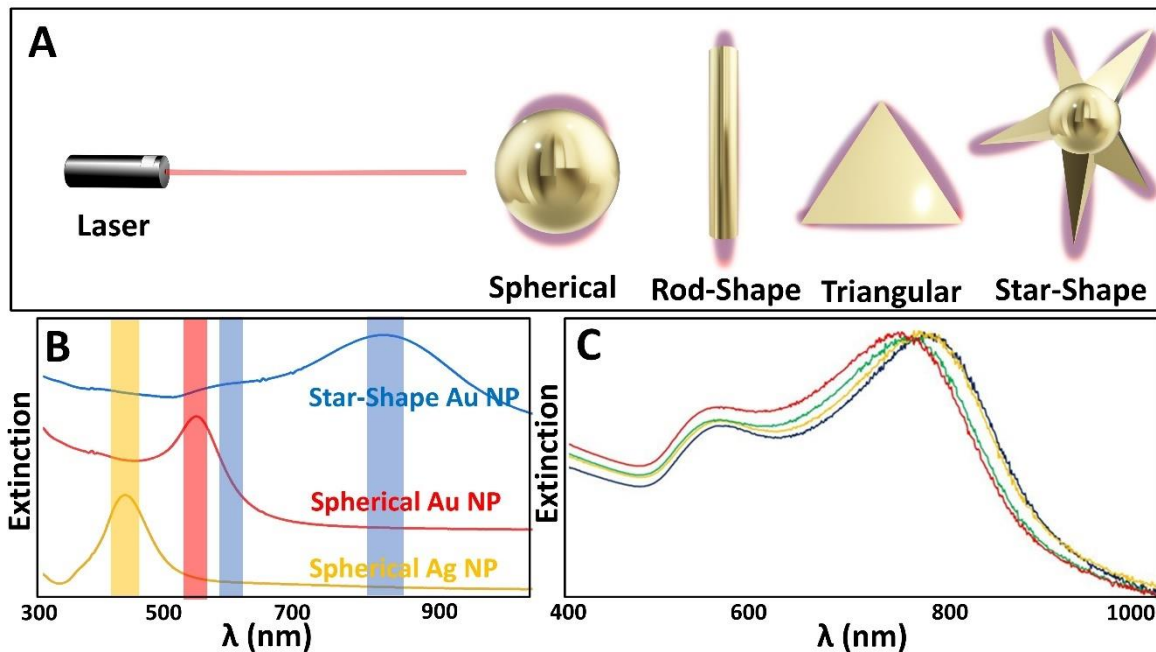 A
Laser
Spherical
Rod-Shape
Triangular
Star-Shape
B
Star-Shape Au NP
Spherical Au NP
Spherical Ag NP
Extinction
300
500
700
900
λ (nm)
C
Extinction
400
600
800
1000
λ (nm)